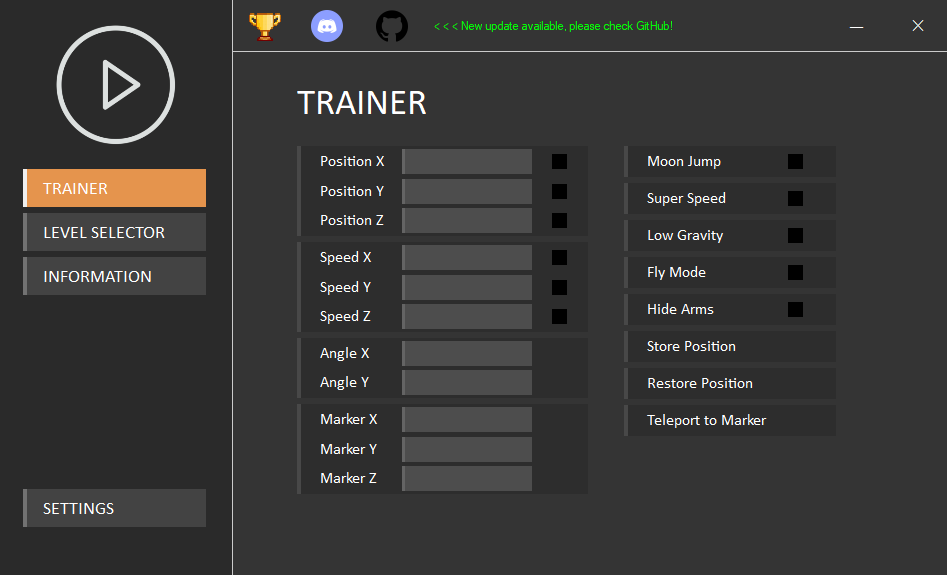 < < < New update available, please check GitHub!
TRAINER
LEVEL SELECTOR
INFORMATION
SETTINGS
TRAINER
Position X
Position Y
Position Z
Speed X
Speed Y
Speed Z
Angle X
Angle Y
Marker X
Marker Y
Marker Z
Moon Jump
Super Speed
Low Gravity
Fly Mode
Hide Arms
Store Position
Restore Position
Teleport to Marker